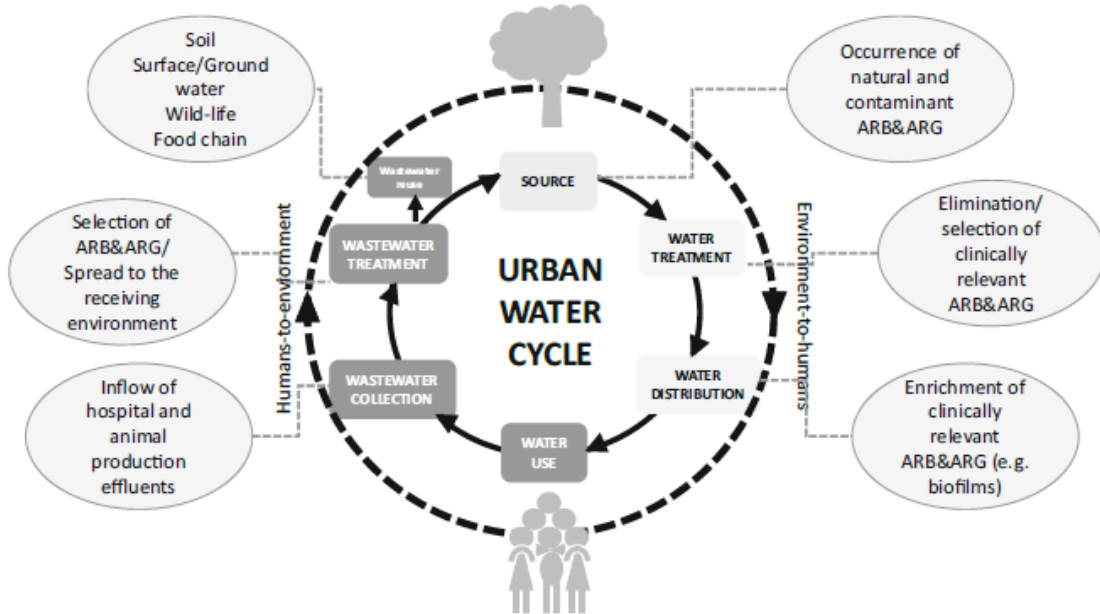 Soil
Surface/Ground
water
Wild-life
Food chain
Occurrence of
natural and
contaminant
ARB&ARG
Wastewater
reuse
SOURCE
Selection of
ARB&ARG/
Spread to the
receiving
environment
Humans-to-enviornment
WASTEWATER
TREATMENT
URBAN
WATER
CYCLE
WATER
TREATMENT
Environment-to-humans
Elimination/
selection of
clinically
relevant
ARB&ARG
Inflow of
hospital and
animal
production
effluents
WASTEWATER
COLLECTION
WATER
DISTRIBUTION
Enrichment of
clinically
relevant
ARB&ARG (e.g.
biofilms)
WATER
USE